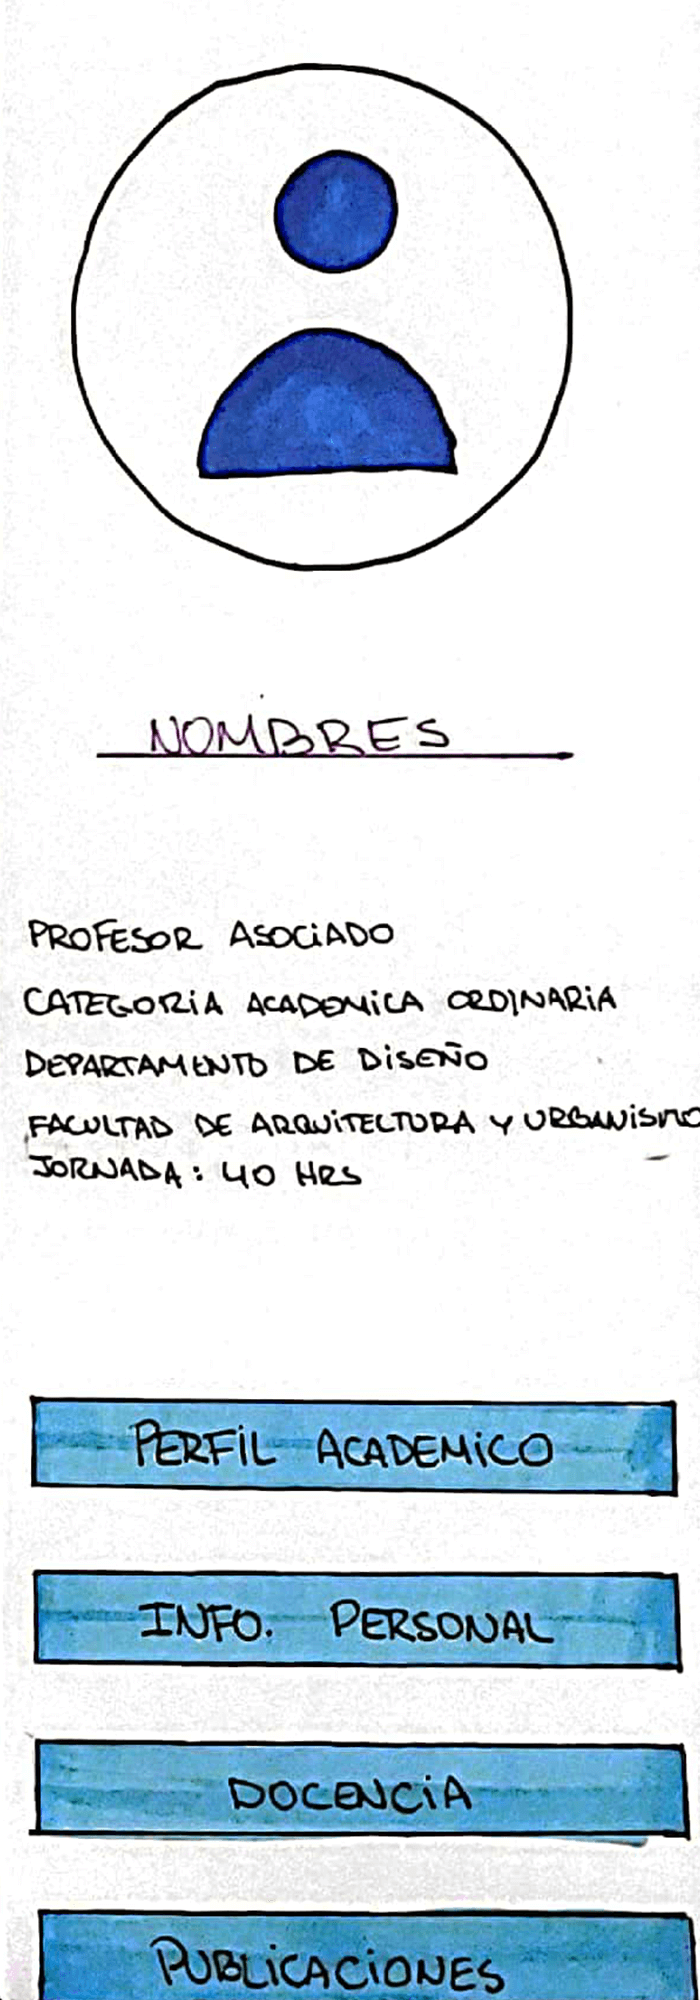 NOMBRES
PROFESOR ASOCIADO
CATEGORIA ACADEMICA ORDINARIA
DEPARTAMENTO DE DISEÑO
FACULTAD DE ARQUITECTURA Y URBANISMO
JORNADA: 40 HRS
PERFIL ACADEMICO
INFO. PERSONAL
DOCENCIA
PUBLICACIONES